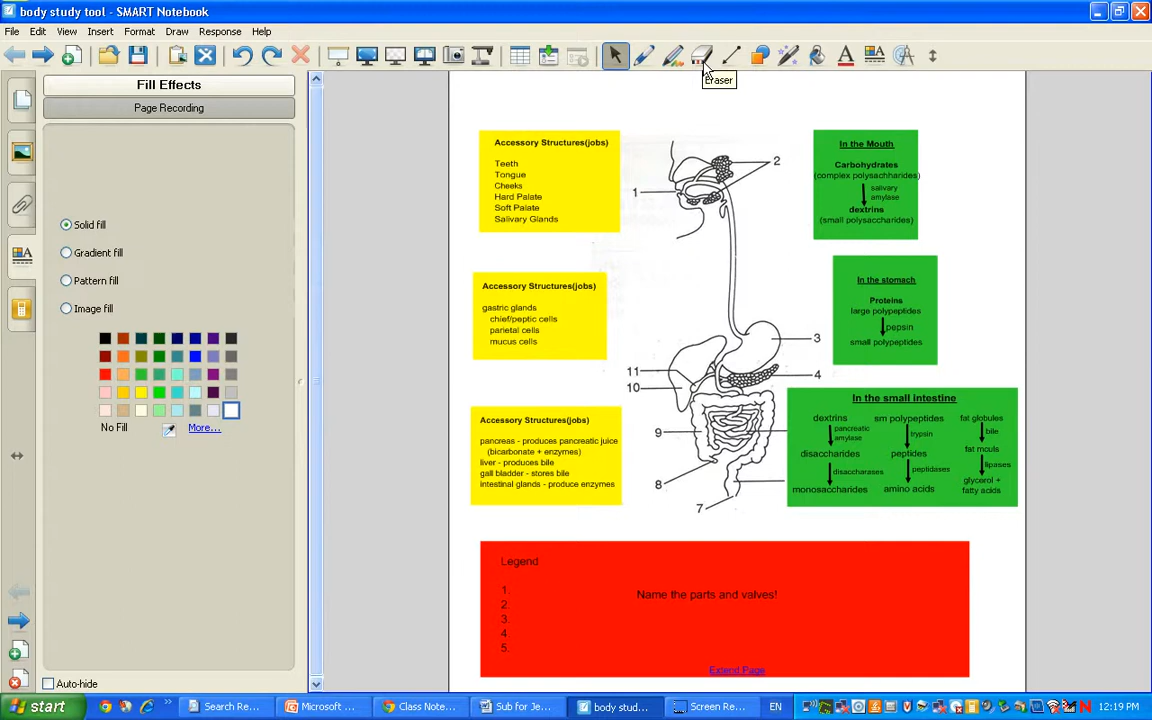 body study tool - SMART Notebook
File Edit View Insert Format Draw Response Help
Eraser
Fill Effects
Page Recording
Solid fill
Gradient fill
Pattern fill
Image fill
No Fill
More...
Auto-hide
Accessory Structures(jobs)
Teeth
Tongue
Cheeks
Hard Palate
Soft Palate
Salivary Glands
Accessory Structures(jobs)
gastric glands
chief/peptic cells
parietal cells
mucus cells
Accessory Structures(jobs)
pancreas - produces pancreatic juice
(bicarbonate + enzymes)
liver - produces bile
gall bladder - stores bile
intestinal glands - produce enzymes
1
2
3
4
11
10
9
8
7
In the Mouth
Carbohydrates
(complex polysachharides)
salivary
amylase
dextrins
(small polysaccharides)
In the stomach
Proteins
large polypeptides
pepsin
small polypeptides
In the small intestine
dextrins sm polypeptides fat globules
pancreatic
amylase
trypsin
bile
disaccharides peptides fat mculs
disaccharases peptidases lipases
monosaccharides amino acids glycerol +
fatty acids
Legend
1.
2.
3.
4
5.
Name the parts and valves!
Extend Page
start
Search Re...
Microsoft ...
Class Note...
Sub for Je...
body stud...
Screen Re...
EN
12:19 PM